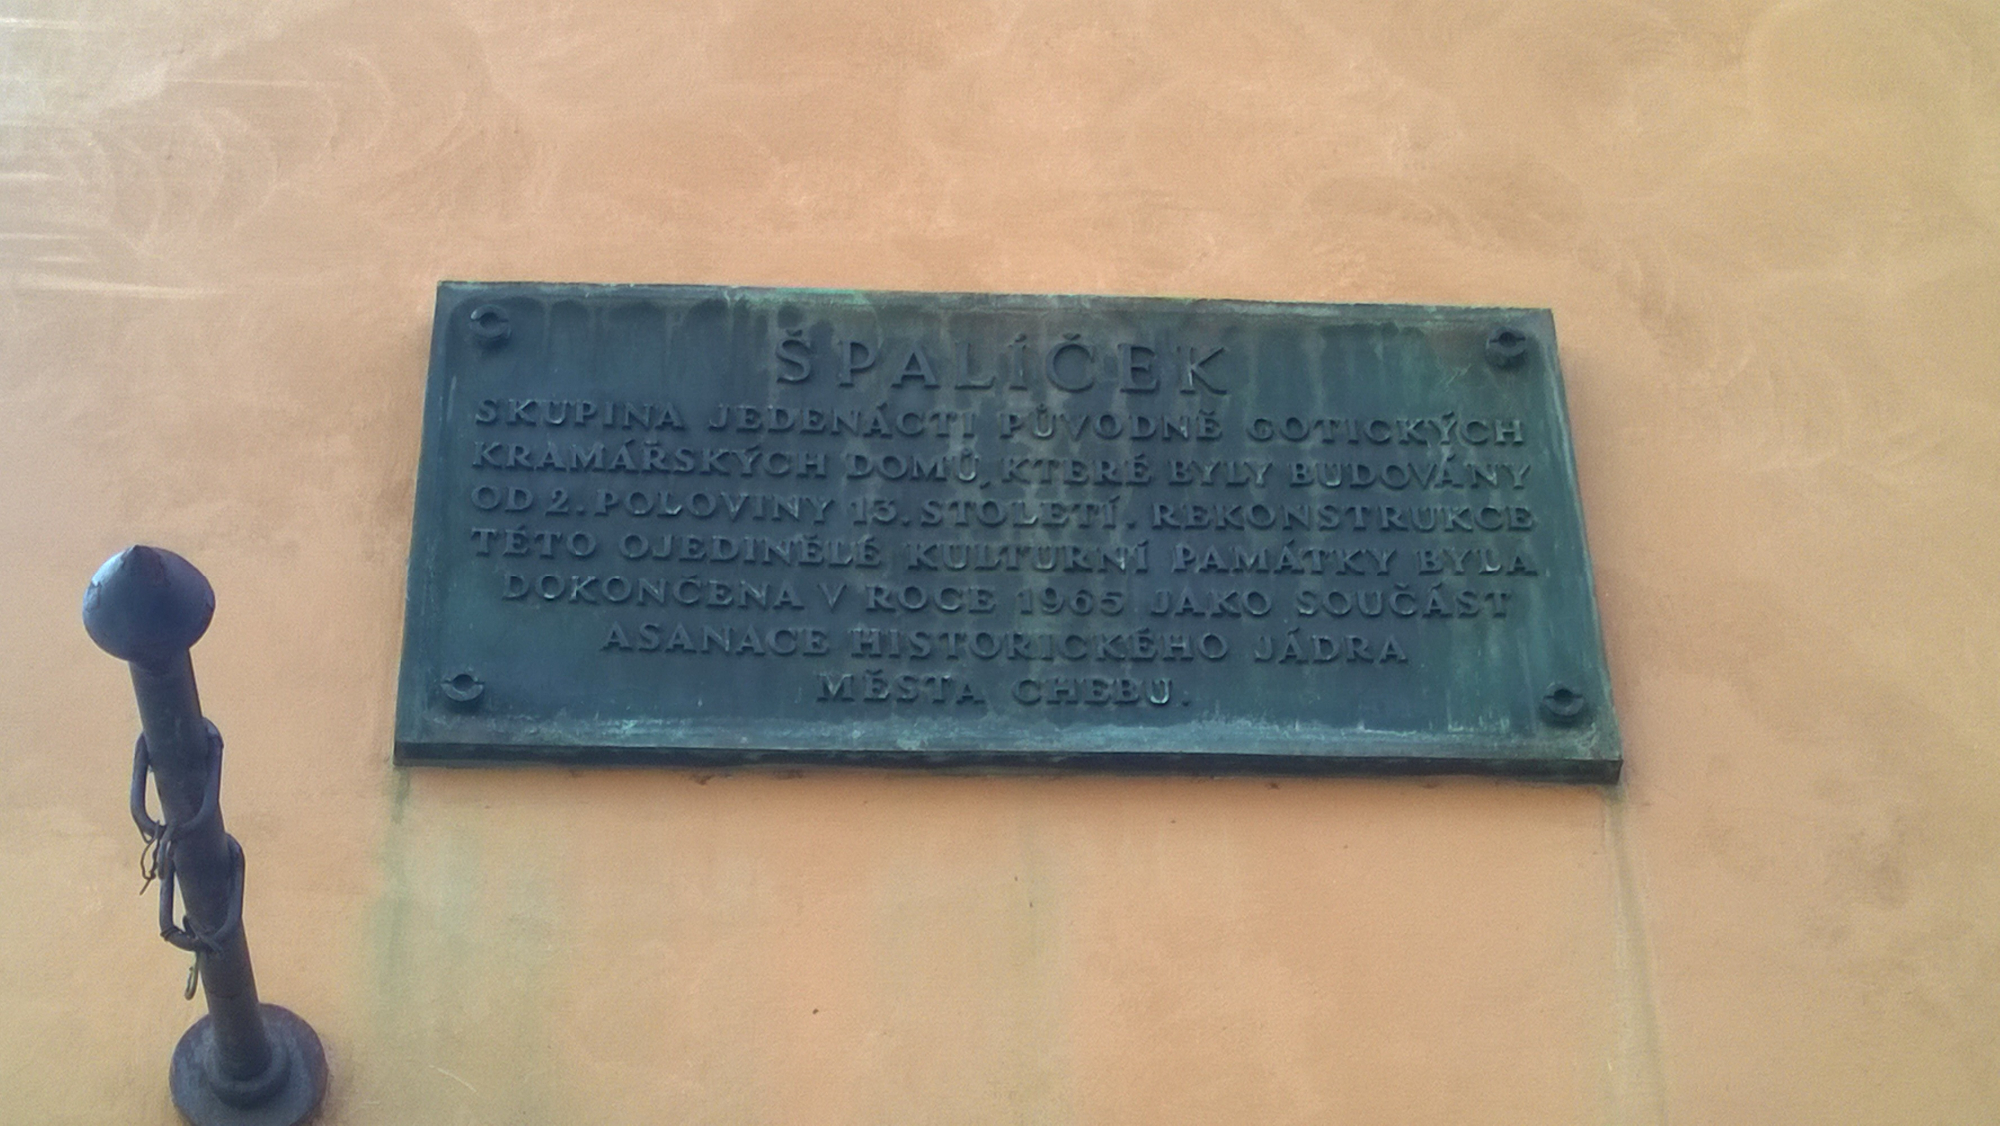 ŠPALÍČEK
SKUPINA JEDENÁCTI PŮVODNĚ GOTICKÝCH
KRAMÁŘSKÝCH DOMŮ, KTERÉ BYLY BUDOVÁNY
OD 2. POLOVINY 13. STOLETÍ. REKONSTRUKCE
TÉTO OJEDINĚLÉ KULTURNÍ PAMÁTKY BYLA
DOKONČENA V ROCE 1965 JAKO SOUČÁST
ASANACE HISTORICKÉHO JÁDRA
MĚSTA CHEBU.